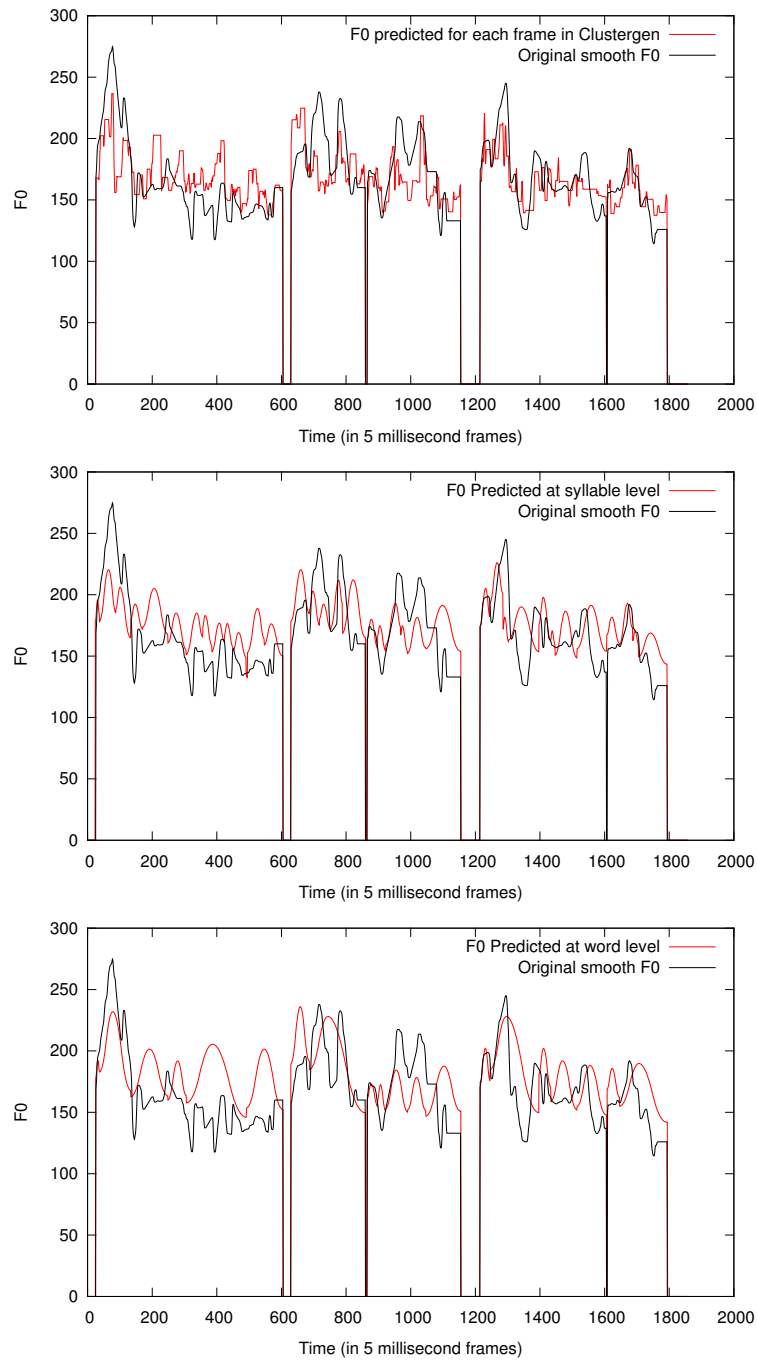 300
F0 predicted for each frame in Clustergen
Original smooth F0
250
200
150
100
50
0
F0
0 200 400 600 800 1000 1200 1400 1600 1800 2000
Time (in 5 millisecond frames)
300
F0 Predicted at syllable level
Original smooth F0
250
200
150
100
50
0
F0
0 200 400 600 800 1000 1200 1400 1600 1800 2000
Time (in 5 millisecond frames)
300
F0 Predicted at word level
Original smooth F0
250
200
150
100
50
0
F0
0 200 400 600 800 1000 1200 1400 1600 1800 2000
Time (in 5 millisecond frames)